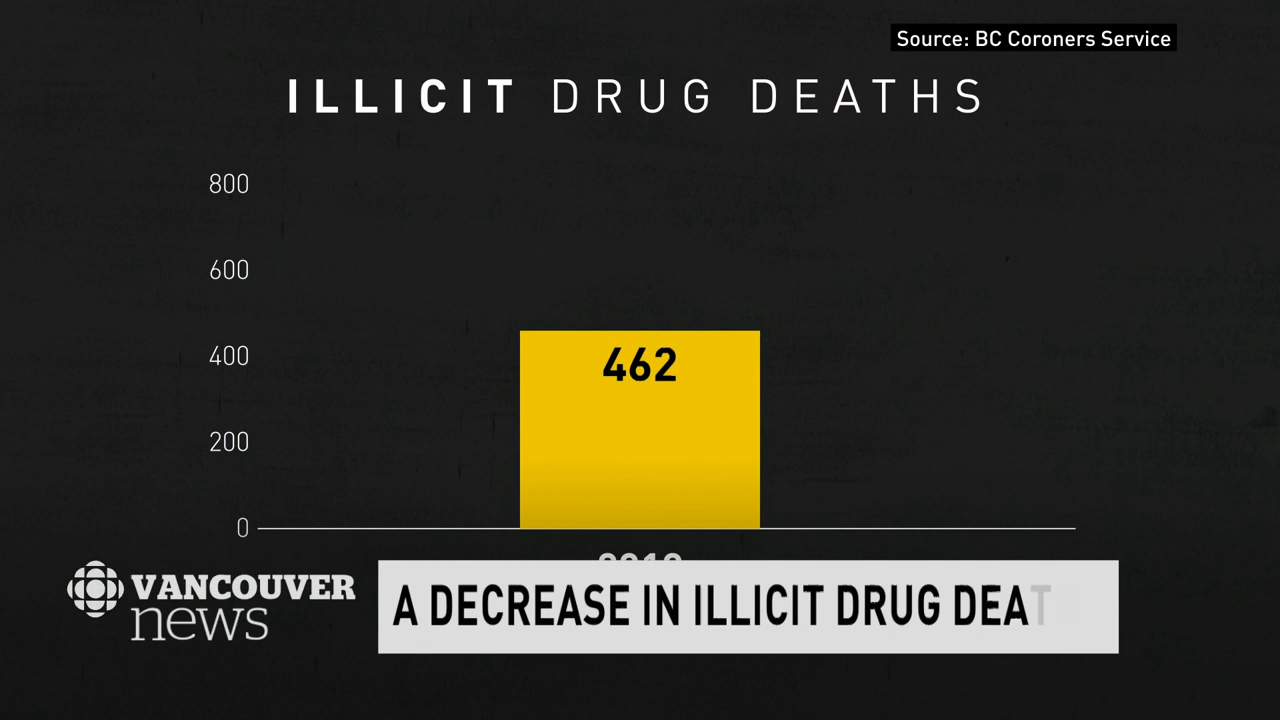 Source: BC Coroners Service
ILLICIT DRUG DEATHS
800
600
400
200
0
462
VANCOUVER
news
A DECREASE IN ILLICIT DRUG DEAT